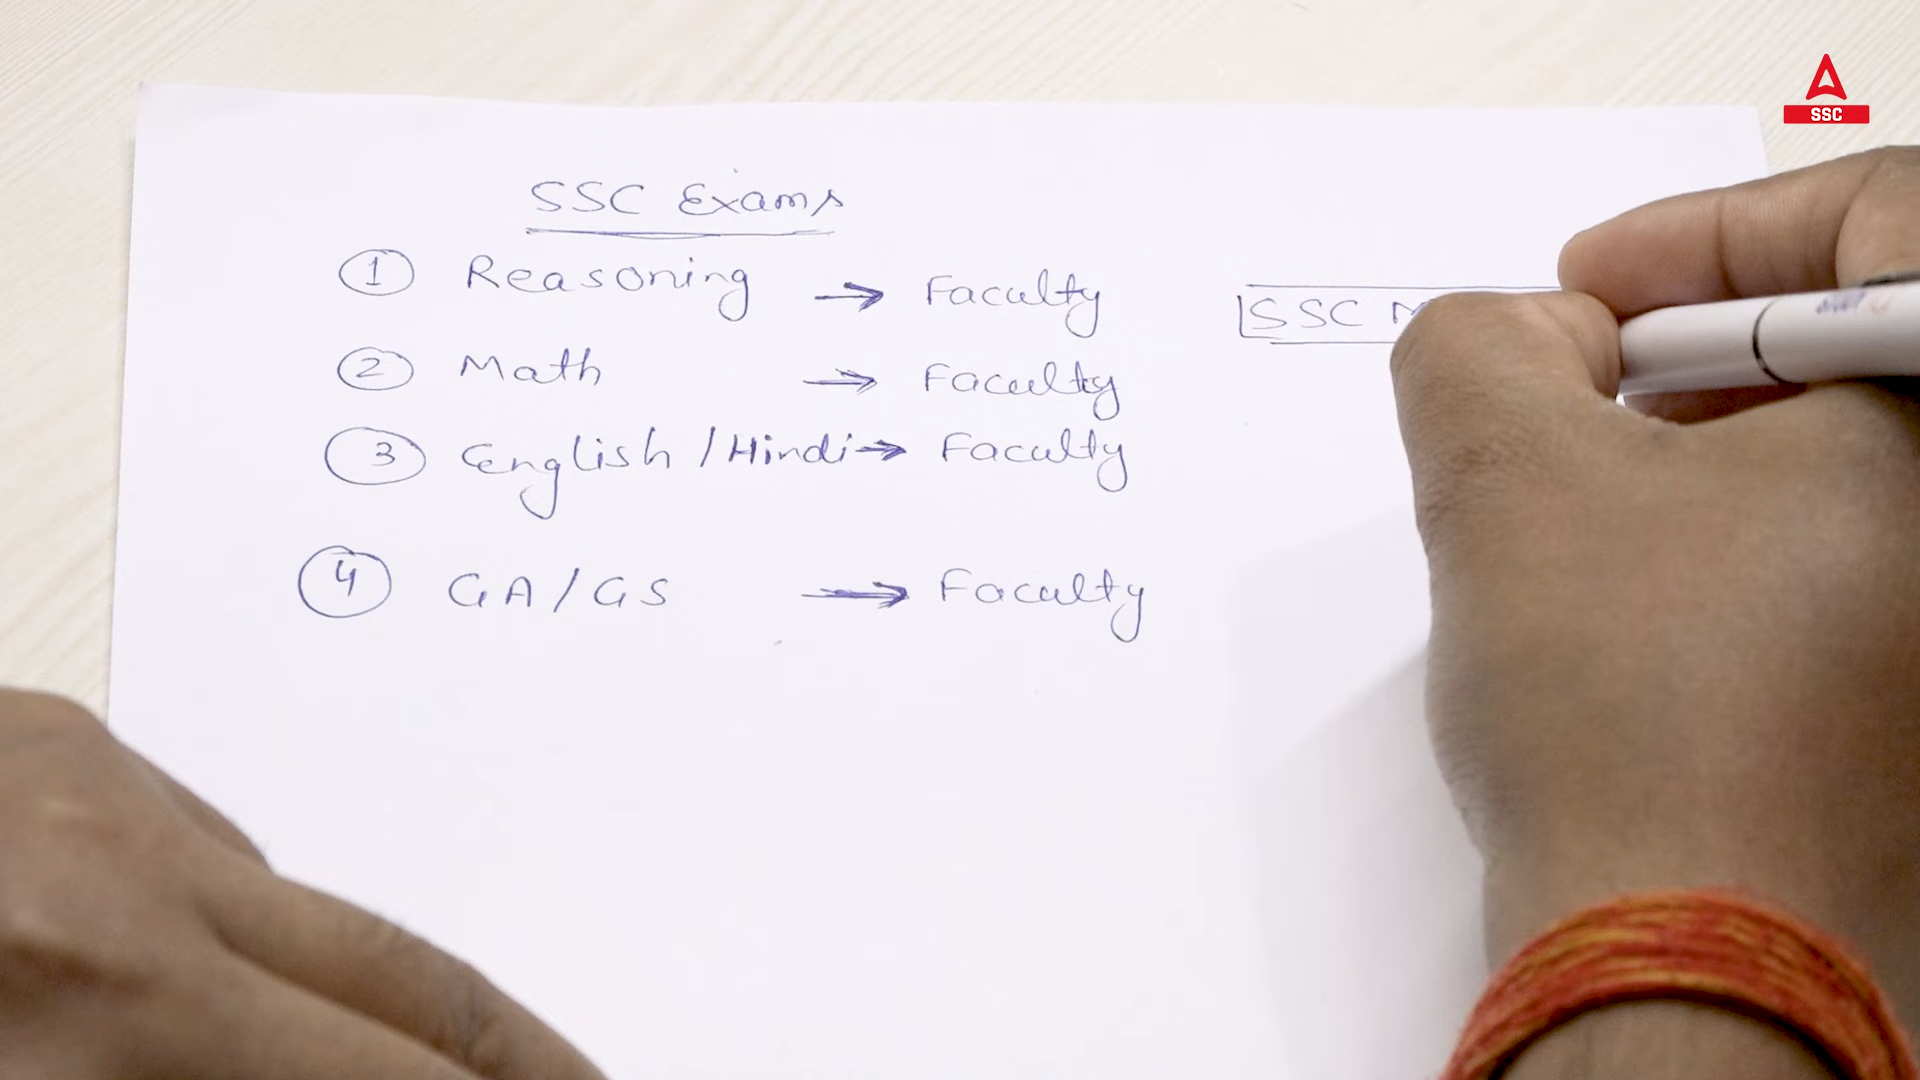 SSC
SSC Exams
1 Reasoning → Faculty
SSC
2 Math → Faculty
3 English / Hindi → Faculty
4 GA/GS → Faculty